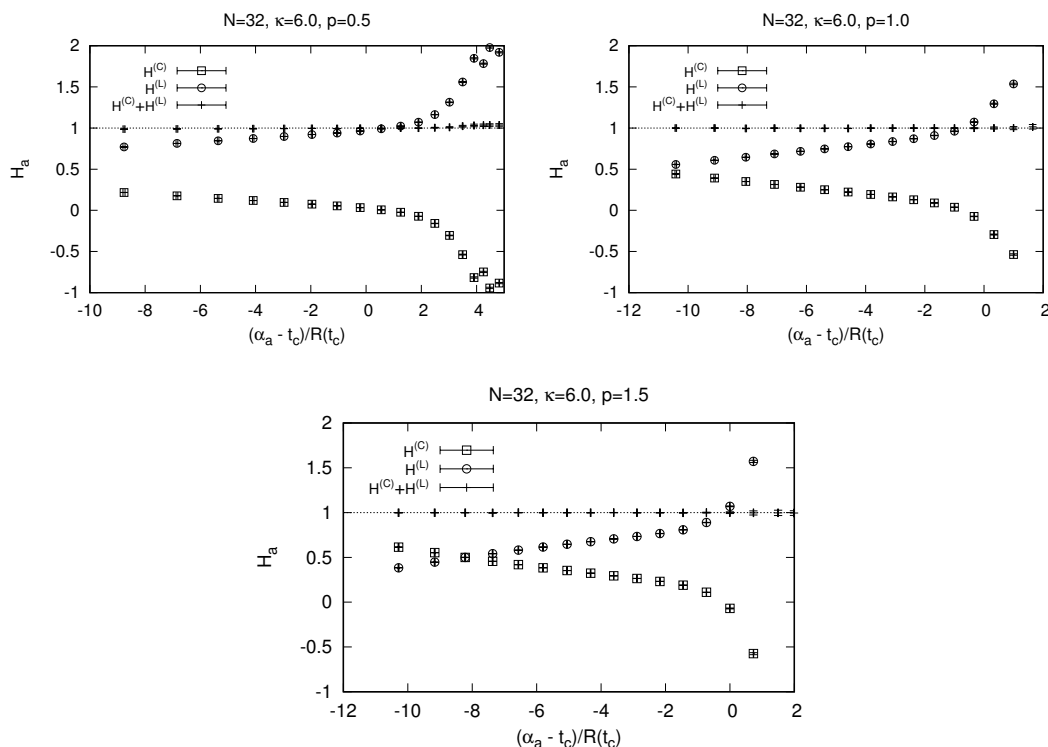 N=32, κ=6.0, p=0.5
2
1.5
1
0.5
0
-0.5
-1
H_a
H^(C)
H^(L)
H^(C)+H^(L)
-10 -8 -6 -4 -2 0 2 4
(α_a - t_c)/R(t_c)
N=32, κ=6.0, p=1.0
2
1.5
1
0.5
0
-0.5
-1
H_a
H^(C)
H^(L)
H^(C)+H^(L)
-12 -10 -8 -6 -4 -2 0 2
(α_a - t_c)/R(t_c)
N=32, κ=6.0, p=1.5
2
1.5
1
0.5
0
-0.5
-1
H_a
H^(C)
H^(L)
H^(C)+H^(L)
-12 -10 -8 -6 -4 -2 0 2
(α_a - t_c)/R(t_c)